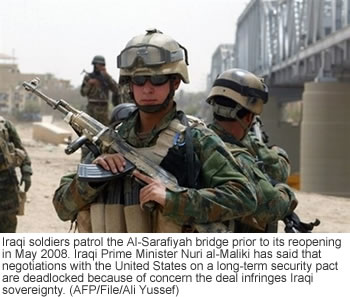 Iraqi soldiers patrol the Al-Sarafiyah bridge prior to its reopening
in May 2008. Iraqi Prime Minister Nuri al-Maliki has said that
negotiations with the United States on a long-term security pact
are deadlocked because of concern the deal infringes Iraqi
sovereignty. (AFP/File/Ali Yussef)